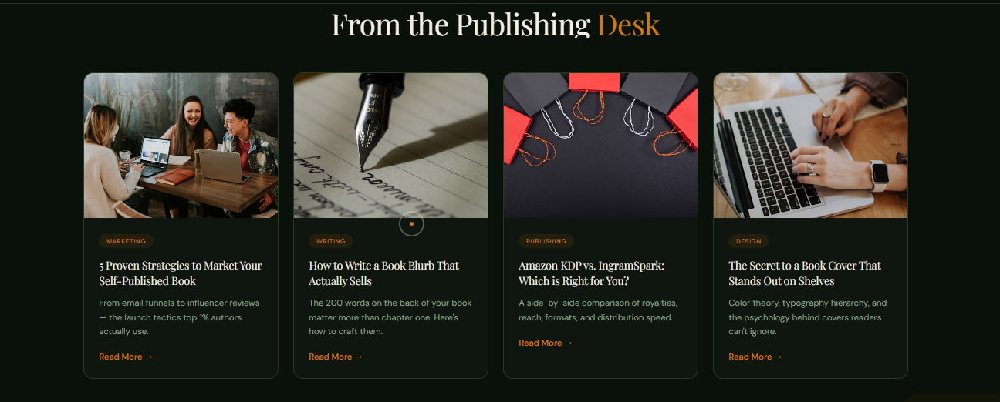 From the Publishing Desk
MARKETING
5 Proven Strategies to Market Your
Self-Published Book
From email funnels to influencer reviews
— the launch tactics top 1% authors
actually use.
Read More →
WRITING
How to Write a Book Blurb That
Actually Sells
The 200 words on the back of your book
matter more than chapter one. Here's
how to craft them.
Read More →
PUBLISHING
Amazon KDP vs. IngramSpark:
Which is Right for You?
A side-by-side comparison of royalties,
reach, formats, and distribution speed.
Read More →
DESIGN
The Secret to a Book Cover That
Stands Out on Shelves
Color theory, typography hierarchy, and
the psychology behind covers readers
can't ignore.
Read More →